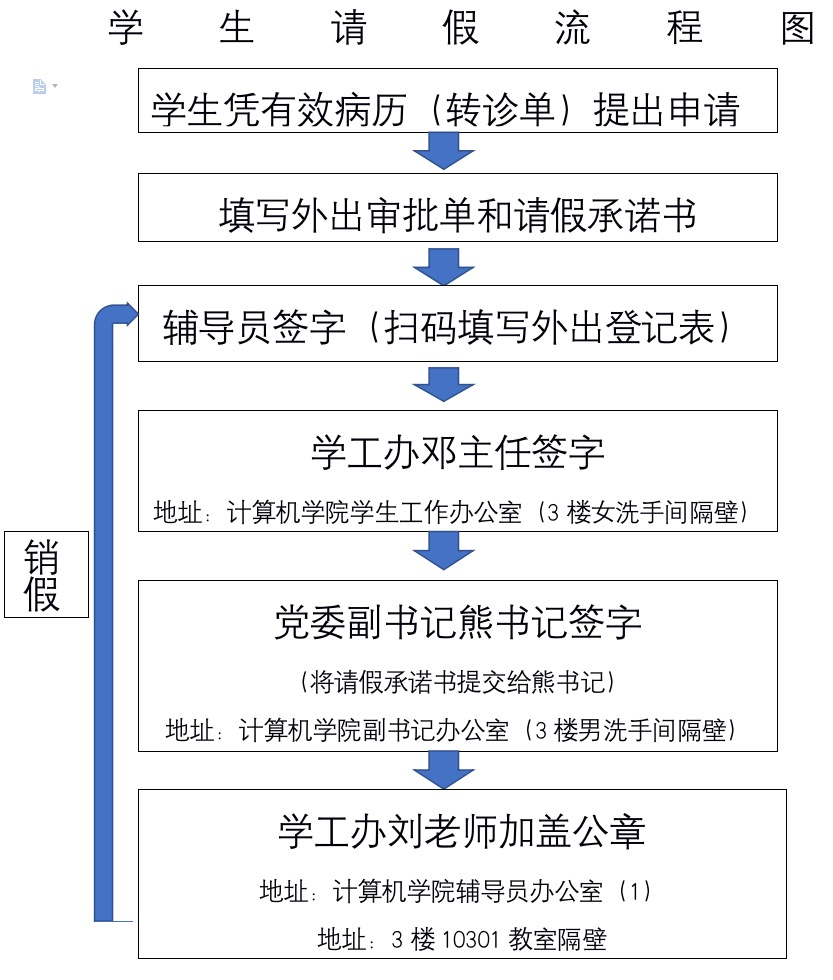 学生请假流程图
学生凭有效病历（转诊单）提出申请
填写外出审批单和请假承诺书
辅导员签字（扫码填写外出登记表）
学工办邓主任签字
地址：计算机学院学生工作办公室（3 楼女洗手间隔壁）
销
假
党委副书记熊书记签字
（将请假承诺书提交给熊书记）
地址：计算机学院副书记办公室（3 楼男洗手间隔壁）
学工办刘老师加盖公章
地址：计算机学院辅导员办公室（1）
地址：3 楼 10301 教室隔壁